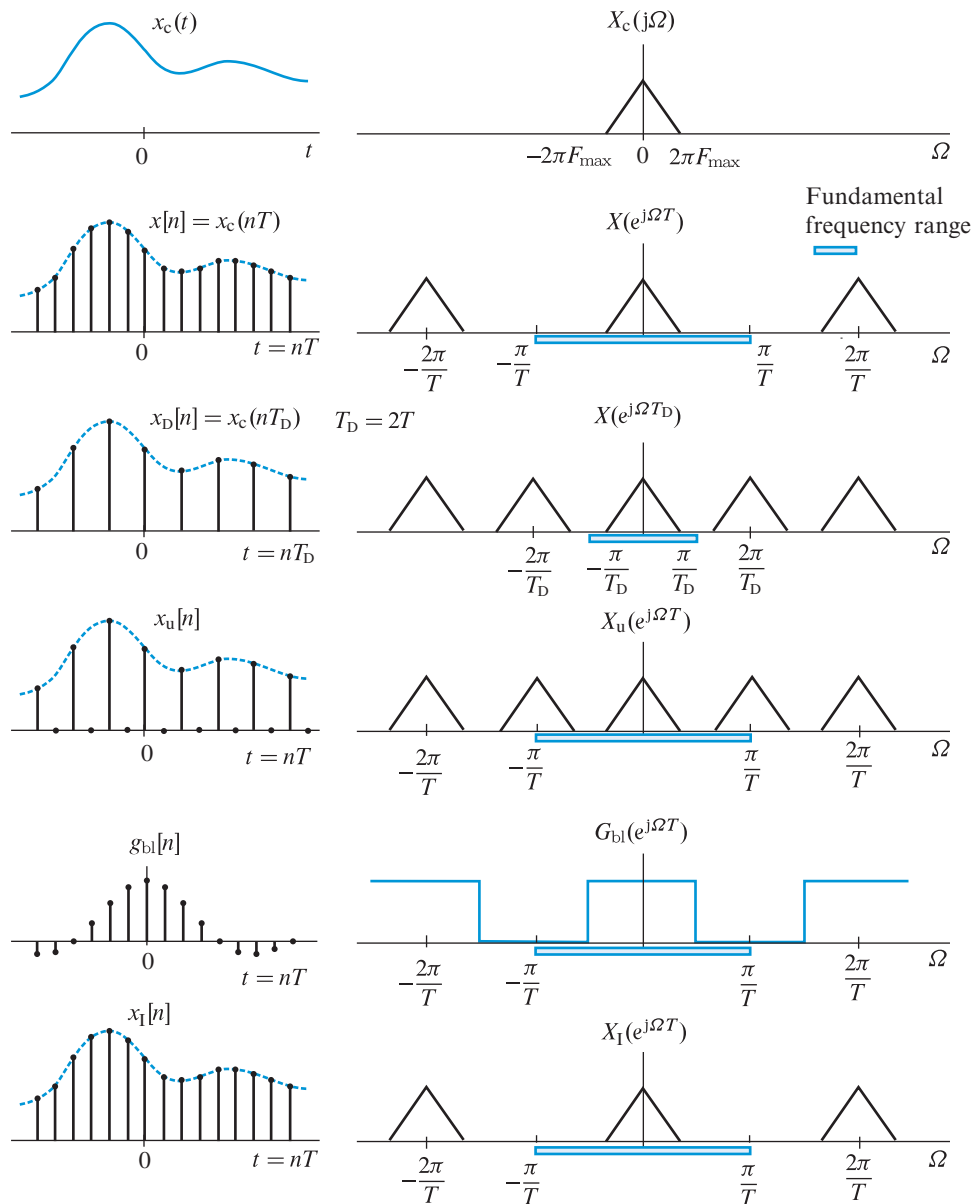 x_c(t)
X_c(jΩ)
0
t
−2πF_max
0
2πF_max
Ω
x[n] = x_c(nT)
X(e^{jΩT})
Fundamental
frequency range
0
t = nT
−2π/T
−π/T
π/T
2π/T
Ω
x_D[n] = x_c(nT_D)
T_D = 2T
X(e^{jΩT_D})
0
t = nT_D
−2π/T_D
−π/T_D
π/T_D
2π/T_D
Ω
x_u[n]
X_u(e^{jΩT})
0
t = nT
−2π/T
−π/T
π/T
2π/T
Ω
g_bl[n]
G_bl(e^{jΩT})
0
t = nT
−2π/T
−π/T
π/T
2π/T
Ω
x_I[n]
X_I(e^{jΩT})
0
t = nT
−2π/T
−π/T
π/T
2π/T
Ω